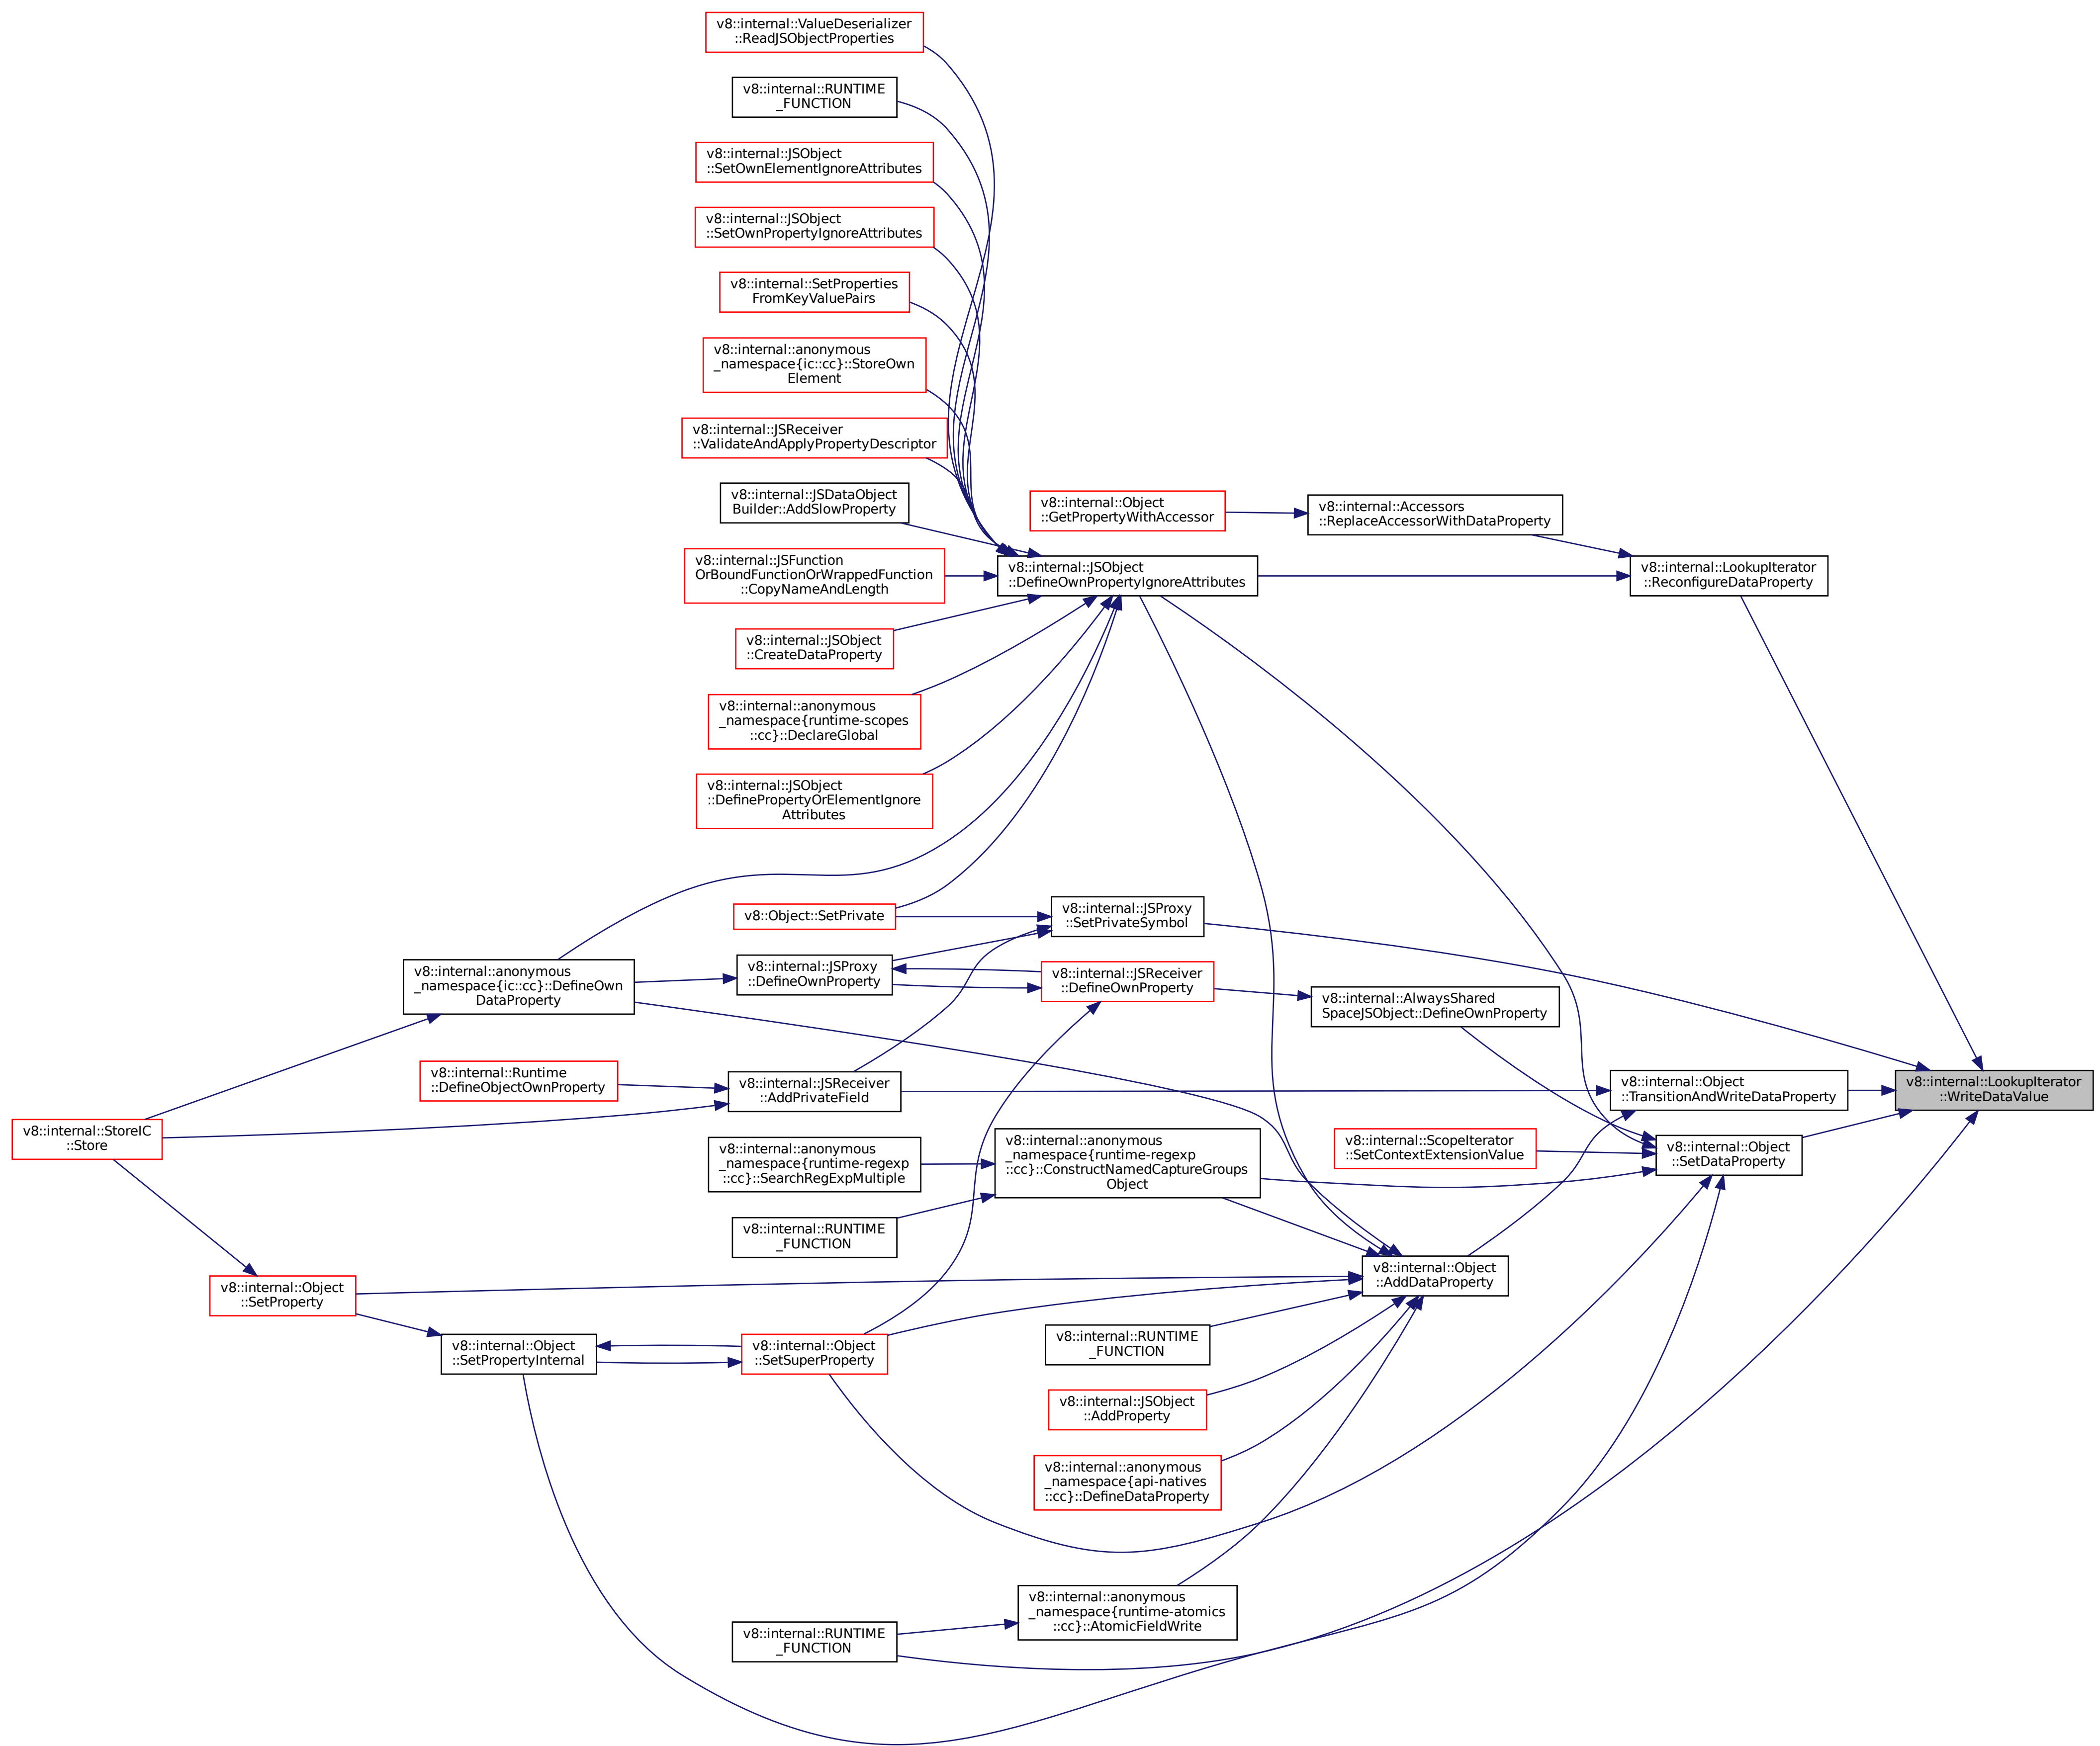 v8::internal::ValueDeserializer
::ReadJSObjectProperties
v8::internal::RUNTIME
_FUNCTION
v8::internal::JSObject
::SetOwnElementIgnoreAttributes
v8::internal::JSObject
::SetOwnPropertyIgnoreAttributes
v8::internal::SetProperties
FromKeyValuePairs
v8::internal::anonymous
_namespace{ic::cc}::StoreOwn
Element
v8::internal::JSReceiver
::ValidateAndApplyPropertyDescriptor
v8::internal::JSDataObject
Builder::AddSlowProperty
v8::internal::Object
::GetPropertyWithAccessor
v8::internal::Accessors
::ReplaceAccessorWithDataProperty
v8::internal::JSFunction
OrBoundFunctionOrWrappedFunction
::CopyNameAndLength
v8::internal::JSObject
::DefineOwnPropertyIgnoreAttributes
v8::internal::LookupIterator
::ReconfigureDataProperty
v8::internal::JSObject
::CreateDataProperty
v8::internal::anonymous
_namespace{runtime-scopes
::cc}::DeclareGlobal
v8::internal::JSObject
::DefinePropertyOrElementIgnore
Attributes
v8::Object::SetPrivate
v8::internal::JSProxy
::SetPrivateSymbol
v8::internal::anonymous
_namespace{ic::cc}::DefineOwn
DataProperty
v8::internal::JSProxy
::DefineOwnProperty
v8::internal::JSReceiver
::DefineOwnProperty
v8::internal::AlwaysShared
SpaceJSObject::DefineOwnProperty
v8::internal::Runtime
::DefineObjectOwnProperty
v8::internal::JSReceiver
::AddPrivateField
v8::internal::Object
::TransitionAndWriteDataProperty
v8::internal::LookupIterator
::WriteDataValue
v8::internal::StoreIC
::Store
v8::internal::anonymous
_namespace{runtime-regexp
::cc}::SearchRegExpMultiple
v8::internal::anonymous
_namespace{runtime-regexp
::cc}::ConstructNamedCaptureGroups
Object
v8::internal::ScopeIterator
::SetContextExtensionValue
v8::internal::Object
::SetDataProperty
v8::internal::RUNTIME
_FUNCTION
v8::internal::Object
::AddDataProperty
v8::internal::Object
::SetProperty
v8::internal::Object
::SetPropertyInternal
v8::internal::Object
::SetSuperProperty
v8::internal::RUNTIME
_FUNCTION
v8::internal::JSObject
::AddProperty
v8::internal::anonymous
_namespace{api-natives
::cc}::DefineDataProperty
v8::internal::anonymous
_namespace{runtime-atomics
::cc}::AtomicFieldWrite
v8::internal::RUNTIME
_FUNCTION